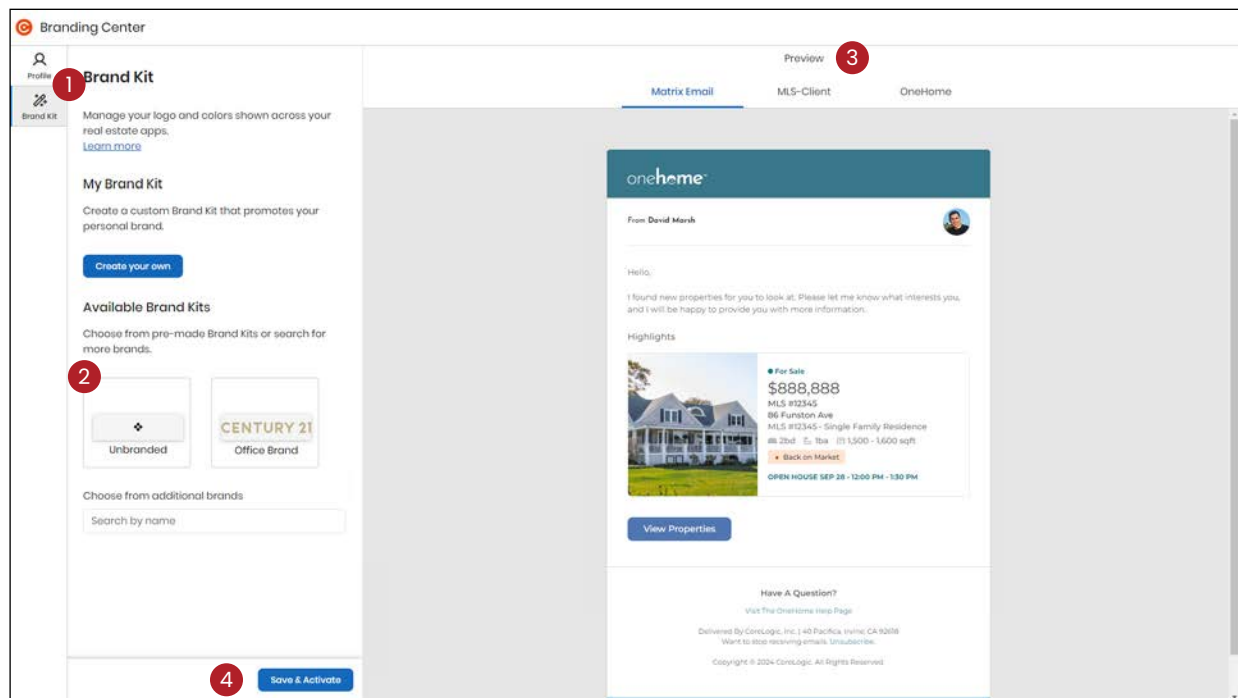 Branding Center
Profile
1
Brand Kit
Brand Kit
Manage your logo and colors shown across your
real estate apps.
Learn more
My Brand Kit
Create a custom Brand Kit that promotes your
personal brand.
Create your own
Available Brand Kits
Choose from pre-made Brand Kits or search for
more brands.
2
Unbranded
CENTURY 21
Office Brand
Choose from additional brands
Search by name
4
Save & Activate
Preview
3
Matrix Email
MLS-Client
OneHome
onehome™
From David Marsh
Hello,
I found new properties for you to look at. Please let me know what interests you,
and I will be happy to provide you with more information.
Highlights
For Sale
$888,888
MLS #12345
86 Funston Ave
MLS #12345 - Single Family Residence
2bd 1ba 1,500 - 1,600 sqft
Back on Market
OPEN HOUSE SEP 28 - 12:00 PM - 1:30 PM
View Properties
Have A Question?
Visit The OneHome Help Page
Delivered By CoreLogic, Inc. | 40 Pacifica, Irvine, CA 92618
Want to stop receiving emails. Unsubscribe.
Copyright © 2024 CoreLogic. All Rights Reserved